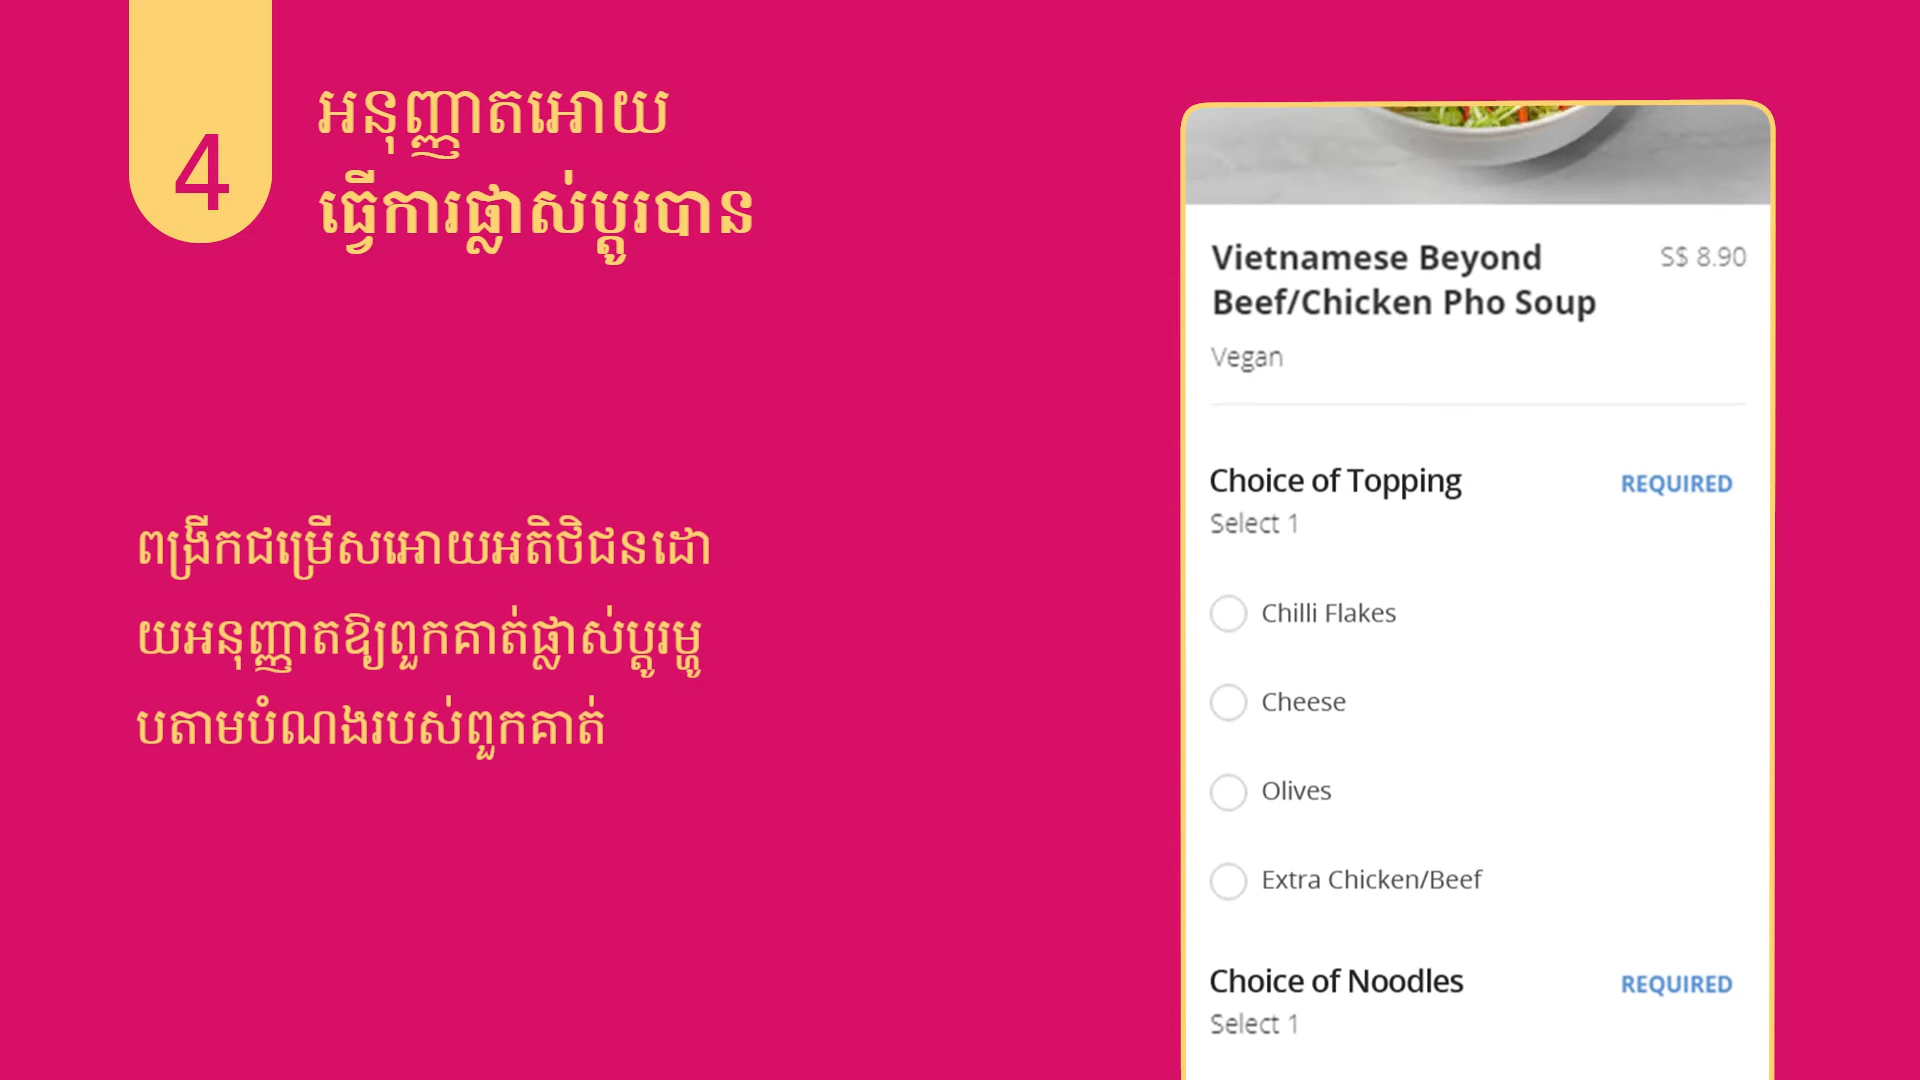 4
អនុញ្ញាតអោយ
ធ្វើការផ្លាស់ប្តូរបាន
ពង្រីកជម្រើសអោយអតិថិជនដោ
យអនុញ្ញាតឱ្យពួកគាត់ផ្លាស់ប្តូរម្ហូ
បតាមបំណងរបស់ពួកគាត់
Vietnamese Beyond
Beef/Chicken Pho Soup
S$ 8.90
Vegan
Choice of Topping
REQUIRED
Select 1
Chilli Flakes
Cheese
Olives
Extra Chicken/Beef
Choice of Noodles
REQUIRED
Select 1